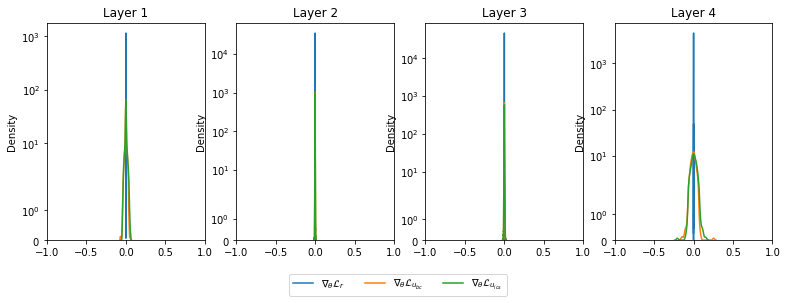 Layer 1 Layer 2 Layer 3 Layer 4
Density Density Density Density
10³ 10² 10¹ 10⁰ 0
10⁴ 10³ 10² 10¹ 10⁰ 0
10⁴ 10³ 10² 10¹ 10⁰ 0
10³ 10² 10¹ 10⁰ 0
−1.0 −0.5 0.0 0.5 1.0 −1.0 −0.5 0.0 0.5 1.0 −1.0 −0.5 0.0 0.5 1.0 −1.0 −0.5 0.0 0.5 1.0
∇θℒr ∇θℒu_bc ∇θℒu_ics